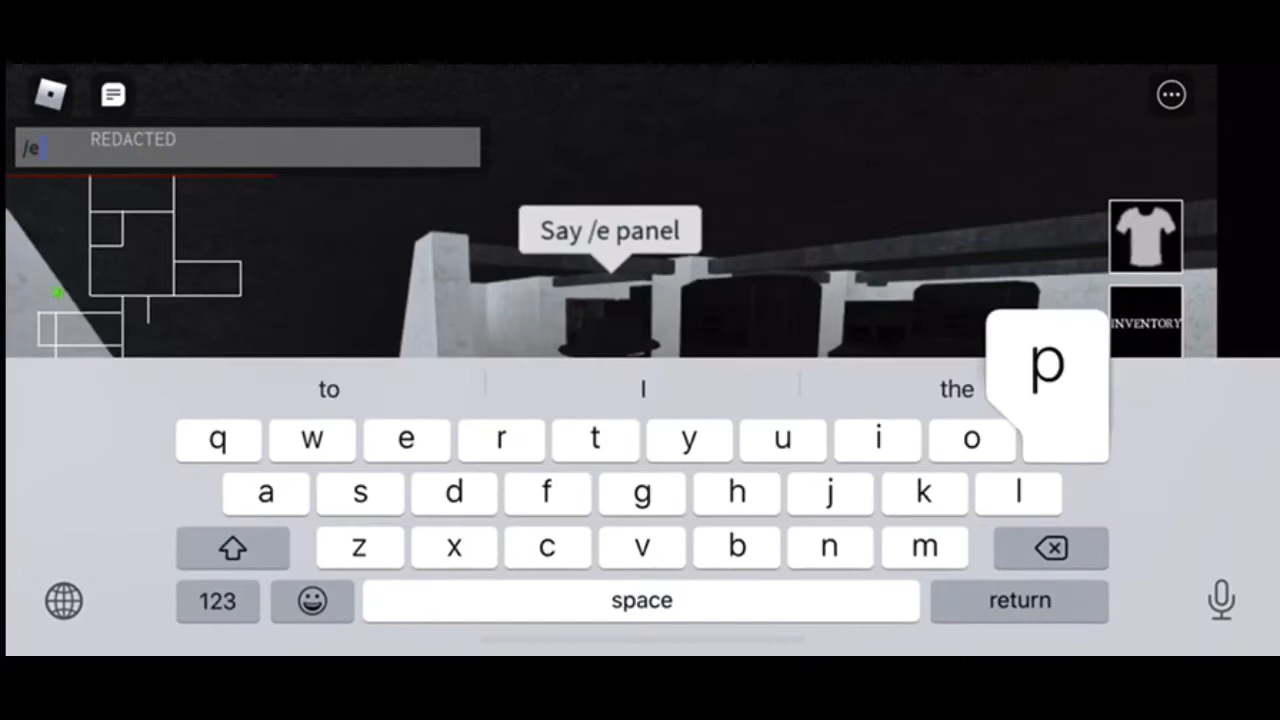 /e
REDACTED
Say /e panel
INVENTORY
to I the
p
q w e r t y u i o
a s d f g h j k l
z x c v b n m
123 space return